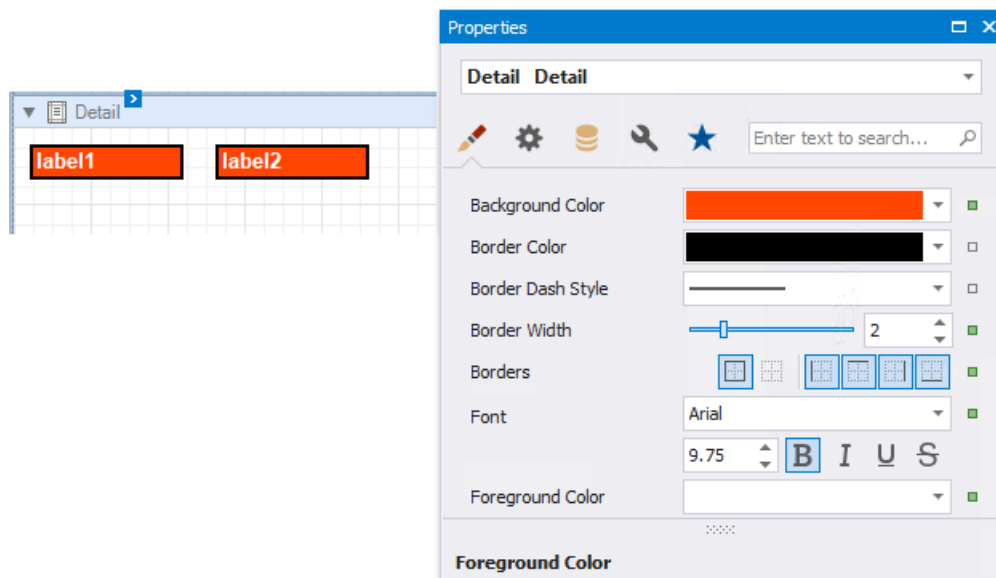 Detail
label1
label2
Properties
Detail Detail
Enter text to search...
Background Color
Border Color
Border Dash Style
Border Width
2
Borders
Font
Arial
9.75
B I U S
Foreground Color
Foreground Color